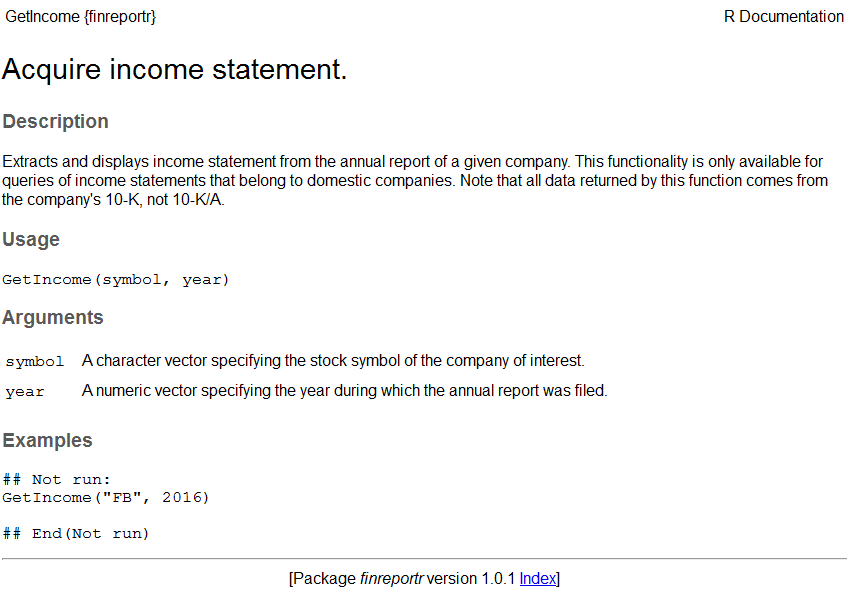 GetIncome {finreportr} R Documentation
Acquire income statement.
Description
Extracts and displays income statement from the annual report of a given company. This functionality is only available for
queries of income statements that belong to domestic companies. Note that all data returned by this function comes from
the company's 10-K, not 10-K/A.
Usage
GetIncome(symbol, year)
Arguments
symbol A character vector specifying the stock symbol of the company of interest.
year A numeric vector specifying the year during which the annual report was filed.
Examples
## Not run:
GetIncome("FB", 2016)
## End(Not run)
[Package finreportr version 1.0.1 Index]